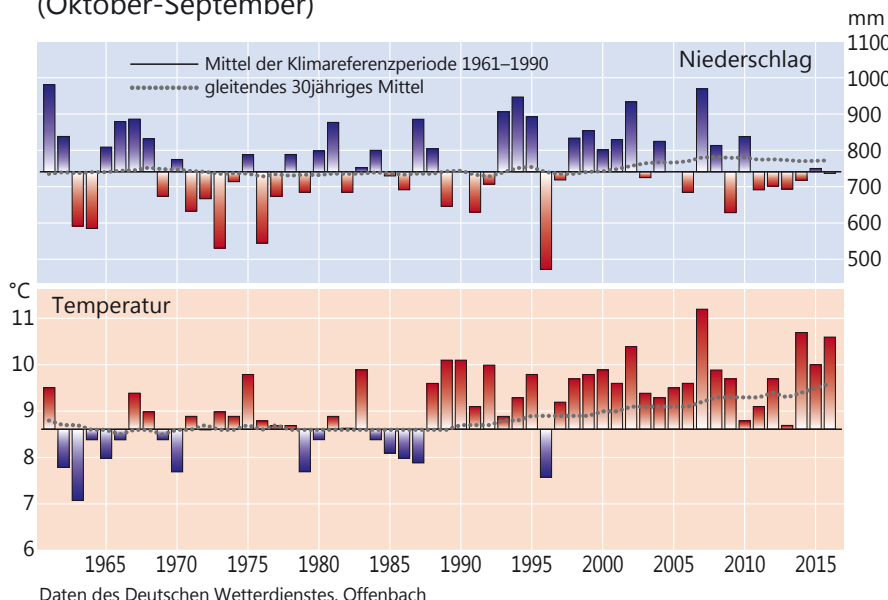 (Oktober-September)
mm
Mittel der Klimareferenzperiode 1961–1990
gleitendes 30jähriges Mittel
Niederschlag
1100
1000
900
800
700
600
500
°C
Temperatur
11
10
9
8
7
6
1965 1970 1975 1980 1985 1990 1995 2000 2005 2010 2015
Daten des Deutschen Wetterdienstes, Offenbach